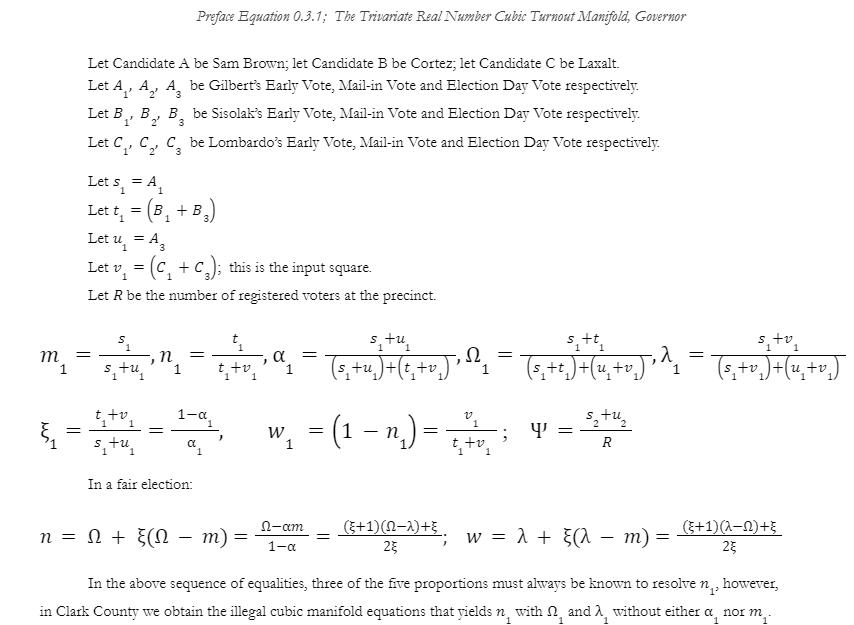 Preface Equation 0.3.1; The Trivariate Real Number Cubic Turnout Manifold, Governor
Let Candidate A be Sam Brown; let Candidate B be Cortez; let Candidate C be Laxalt.
Let A₁, A₂, A₃ be Gilbert's Early Vote, Mail-in Vote and Election Day Vote respectively.
Let B₁, B₂, B₃ be Sisolak's Early Vote, Mail-in Vote and Election Day Vote respectively.
Let C₁, C₂, C₃ be Lombardo's Early Vote, Mail-in Vote and Election Day Vote respectively.
Let s₁ = A₁
Let t₁ = (B₁ + B₃)
Let u₁ = A₃
Let v₁ = (C₁ + C₃); this is the input square.
Let R be the number of registered voters at the precinct.
m₁ = s₁/(s₁+u₁), n₁ = t₁/(t₁+v₁), α₁ = (s₁+u₁)/((s₁+u₁)+(t₁+v₁)), Ω₁ = (s₁+t₁)/((s₁+t₁)+(u₁+v₁)), λ₁ = (s₁+v₁)/((s₁+v₁)+(u₁+v₁))
ξ₁ = (t₁+v₁)/(s₁+u₁) = (1−α₁)/α₁, w₁ = (1 − n₁) = v₁/(t₁+v₁); Ψ = (s₂+u₂)/R
In a fair election:
n = Ω + ξ(Ω − m) = (Ω−αm)/(1−α) = ((ξ+1)(Ω−λ)+ξ)/(2ξ); w = λ + ξ(λ − m) = ((ξ+1)(λ−Ω)+ξ)/(2ξ)
In the above sequence of equalities, three of the five proportions must always be known to resolve n₁, however,
in Clark County we obtain the illegal cubic manifold equations that yields n₁ with Ω₁ and λ₁ without either α₁ nor m₁.